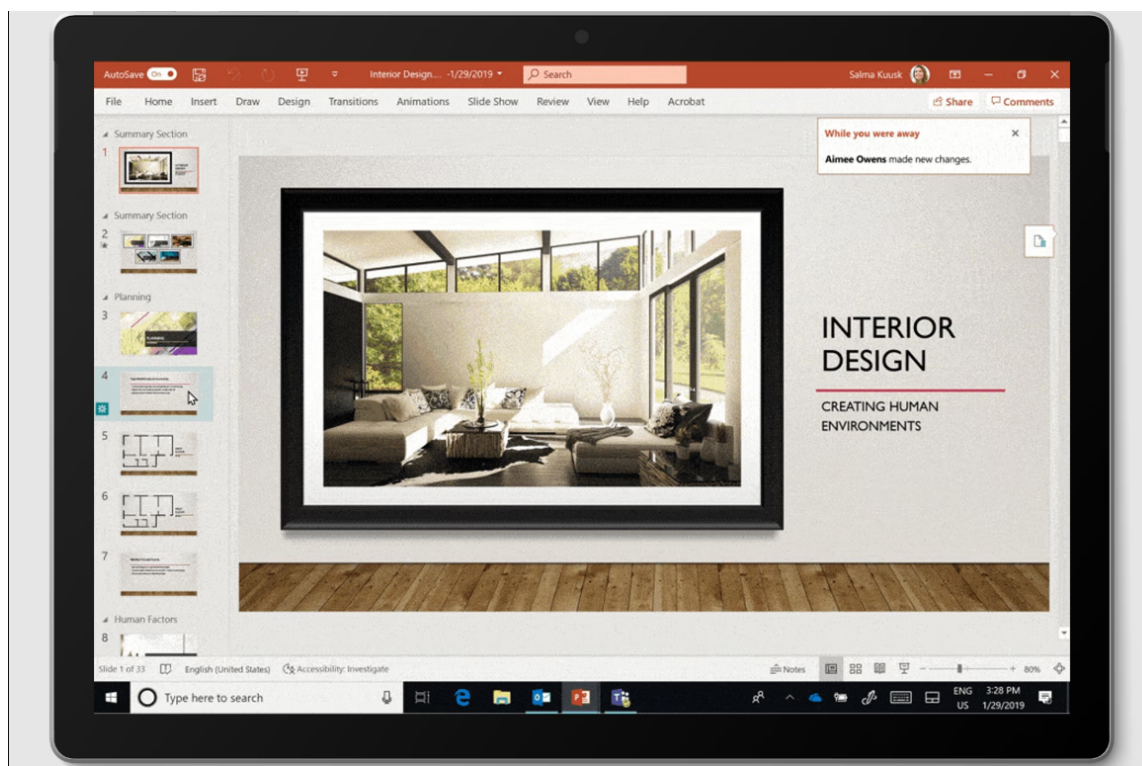 AutoSave On
Interior Design... -1/29/2019
Search
Salma Kuusk
File Home Insert Draw Design Transitions Animations Slide Show Review View Help Acrobat
Share
Comments
Summary Section
1
Summary Section
2
Planning
3
PLANNING
4
5
6
7
Human Factors
8
While you were away
Aimee Owens made new changes.
INTERIOR
DESIGN
CREATING HUMAN
ENVIRONMENTS
Slide 1 of 33 English (United States) Accessibility: Investigate
Notes
80%
Type here to search
ENG
US
3:28 PM
1/29/2019